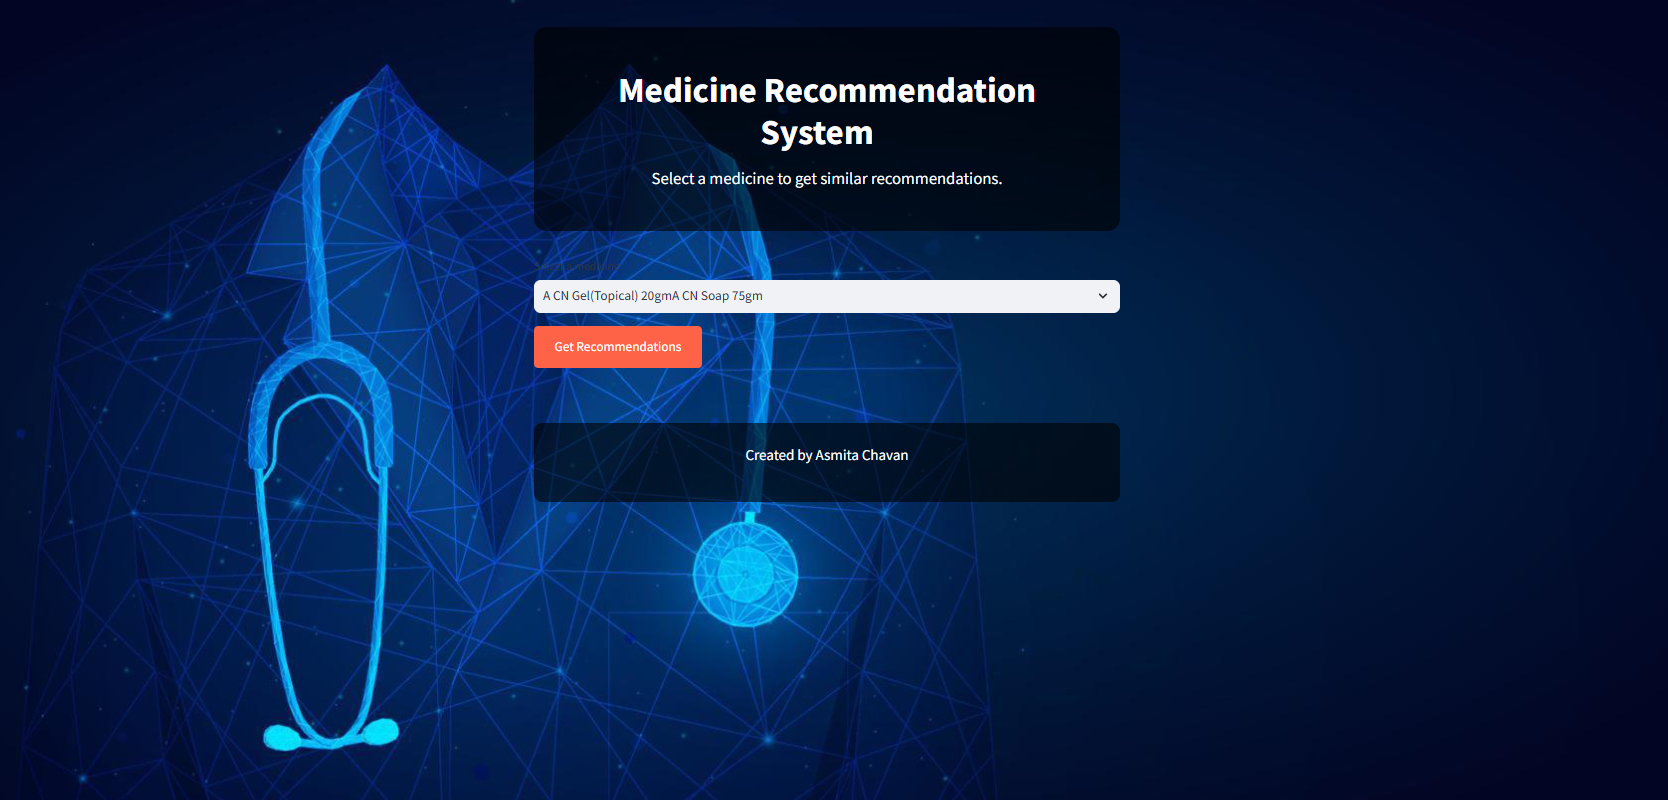 Medicine Recommendation
System
Select a medicine to get similar recommendations.
A CN Gel(Topical) 20gmA CN Soap 75gm
Get Recommendations
Created by Asmita Chavan